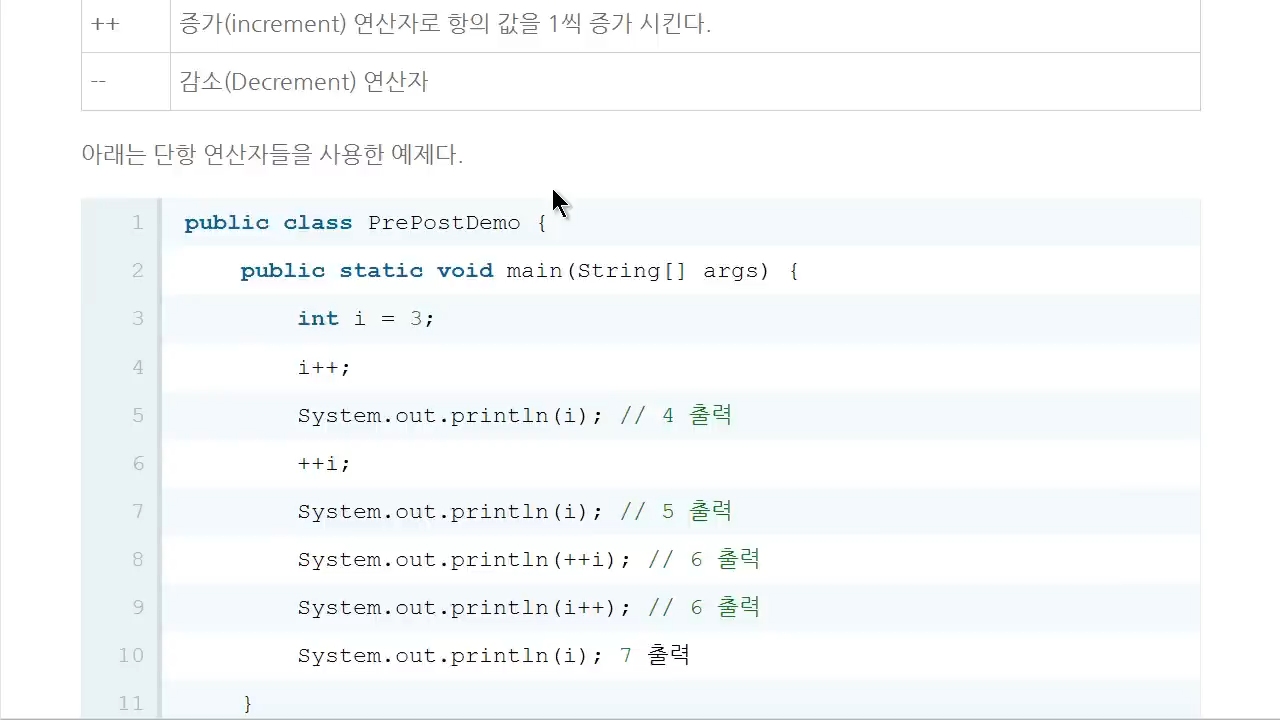 ++ 증가(increment) 연산자로 항의 값을 1씩 증가 시킨다.
-- 감소(Decrement) 연산자
아래는 단항 연산자들을 사용한 예제다.
1 public class PrePostDemo {
2 public static void main(String[] args) {
3 int i = 3;
4 i++;
5 System.out.println(i); // 4 출력
6 ++i;
7 System.out.println(i); // 5 출력
8 System.out.println(++i); // 6 출력
9 System.out.println(i++); // 6 출력
10 System.out.println(i); 7 출력
11 }